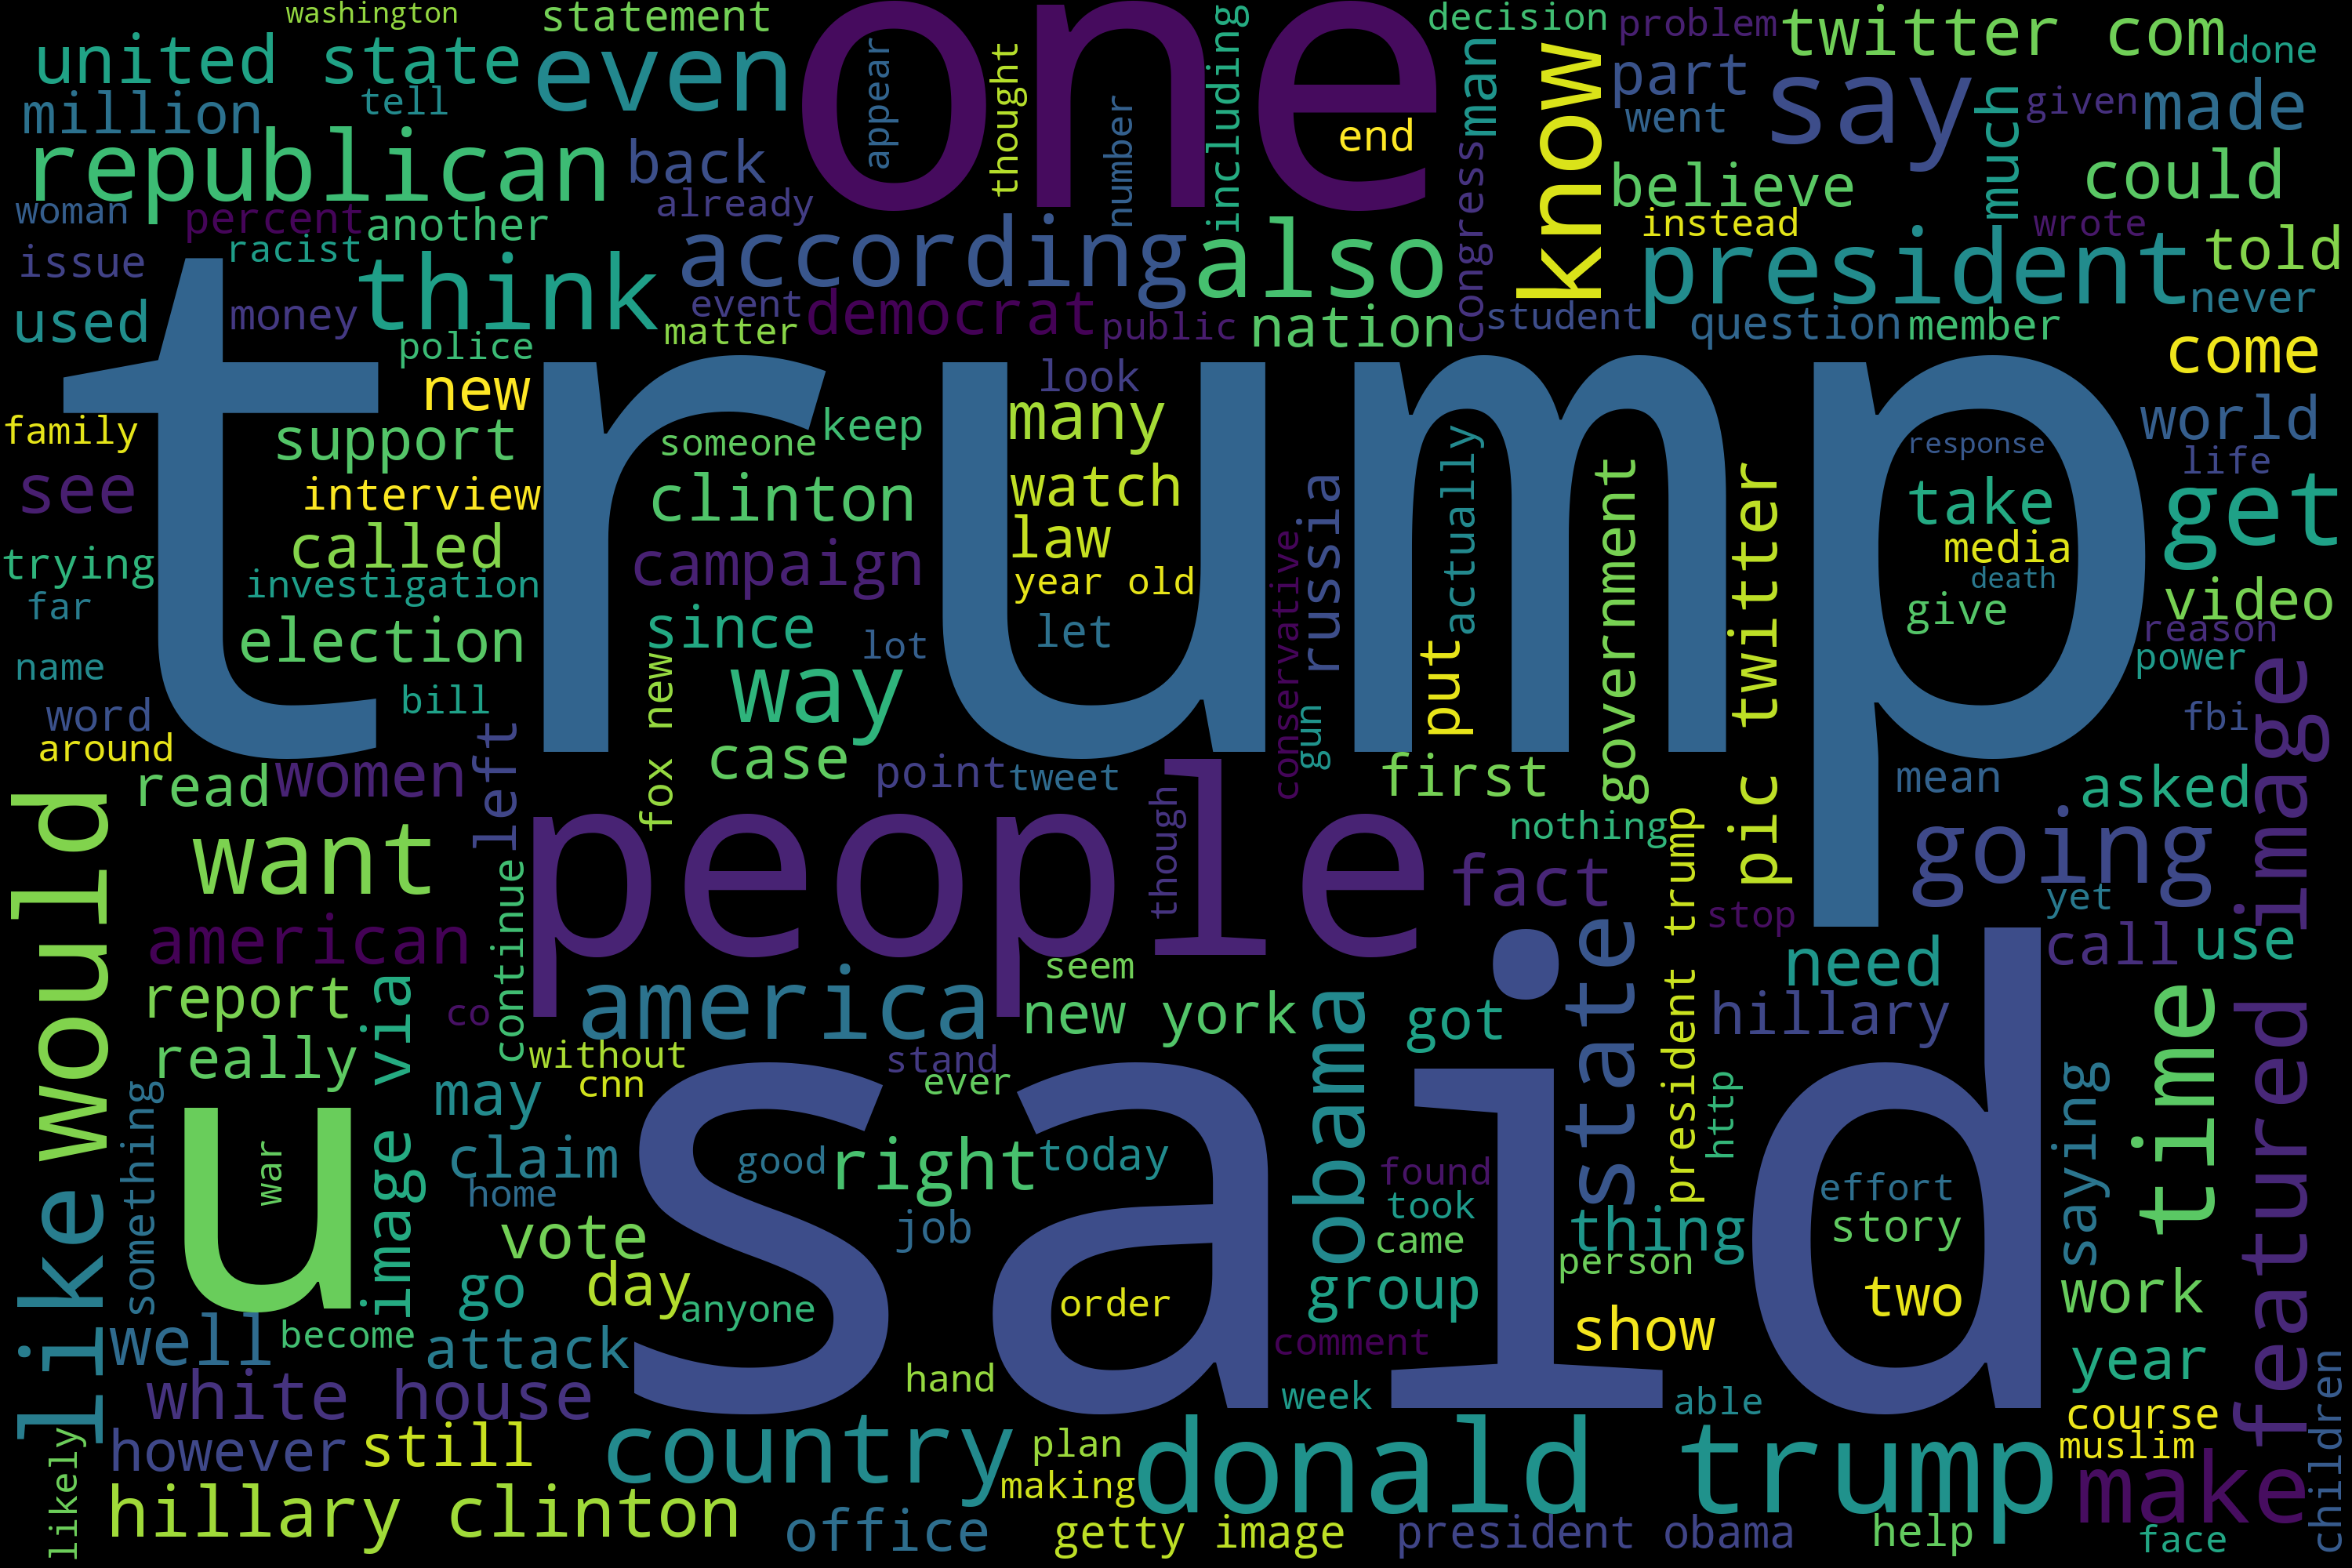 washington
statement
one
decision
problem
twitter com
done
united state
even
appear
thought
number
including
end
congress
man
know
part
went
say
much
given
made
million
tell
republican
back
already
believe
instead
wrote
could
woman
percent
another
according
also
president
told
issue
racist
think
event
democrat
public
nation
student
question
member
never
used
money
police
matter
trump
come
new
look
many
family
support
someone
keep
world
response
life
see
interview
clinton
watch
russia
actually
government
pic twitter
take
get
called
campaign
law
media
trying
investigation
year old
conservative
death
far
election
since
lot
let
give
video
reason
name
bill
fox new
way
put
power
word
left
gun
fbi
around
read
women
case
point
tweet
first
mean
asked
featured image
would
want
people
though
nothing
fact
going
president trump
stop
yet
american
continue
seem
state
need
call
use
report
co
america
new york
obama
got
hillary
time
really
image via
without
stand
said
something
u
may
cnn
ever
http
saying
like
war
claim
good
right
today
found
effort
home
took
thing
story
vote
job
came
person
go
day
anyone
order
group
two
work
well
become
attack
comment
show
year
white house
hand
week
able
course
children
however
still
country
plan
donald trump
muslim
likely
making
make
hillary clinton
office
getty image
president obama
help
face